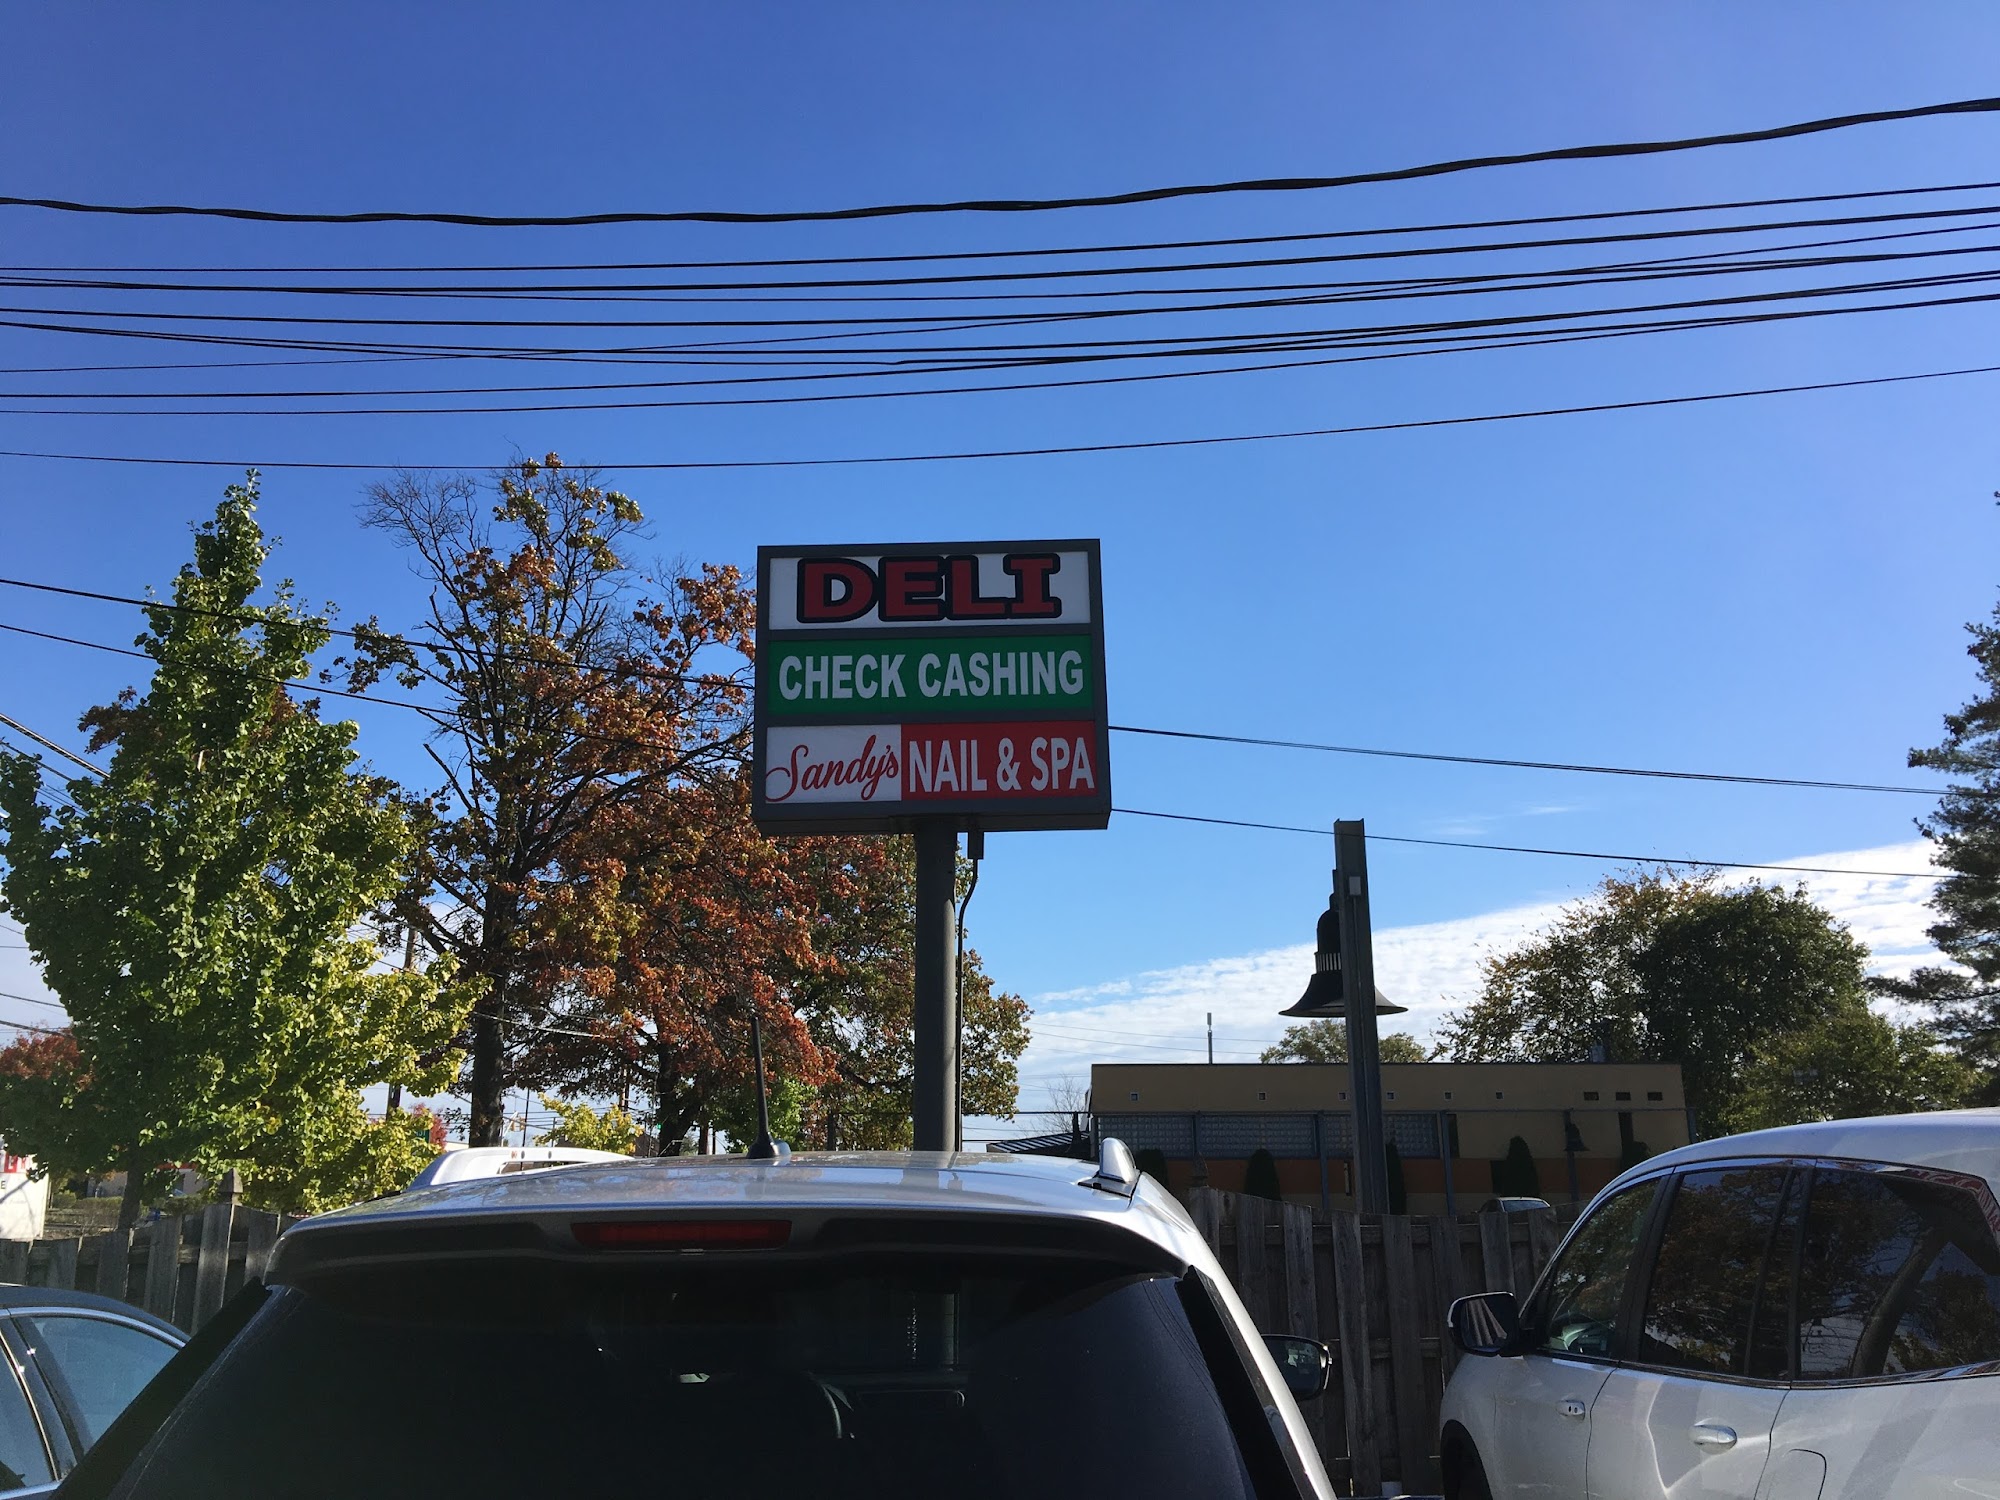 DELI
CHECK CASHING
Sandy's NAIL & SPA